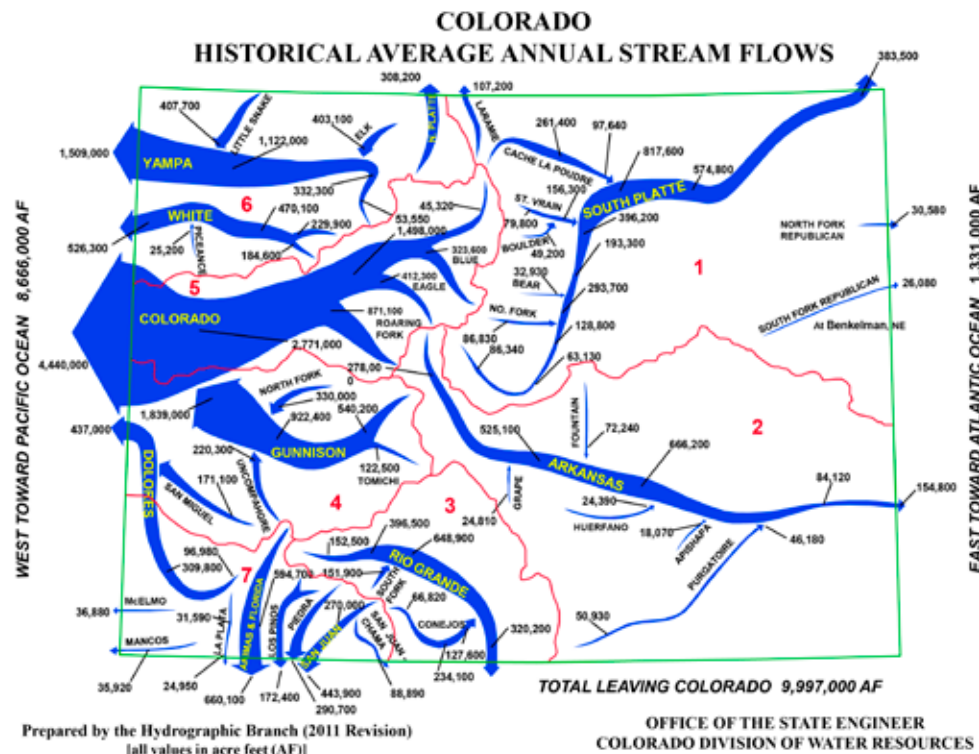 COLORADO
HISTORICAL AVERAGE ANNUAL STREAM FLOWS
383,500
308,200
107,200
407,700
LITTLE SNAKE
403,100
ELK
N. PLATTE
LARAMIE
261,400
97,640
1,122,000
CACHE LA POUDRE
817,600
1,509,000
YAMPA
574,800
332,300
156,300
SOUTH PLATTE
6
ST. VRAIN
WHITE
470,100
53,550
45,320
79,800
396,200
NORTH FORK
REPUBLICAN
30,580
526,300
229,900
1,498,000
BOULDER
49,200
193,300
25,200
PICEANCE
184,600
323,600
BLUE
32,930
BEAR
1
5
412,300
EAGLE
293,700
26,080
COLORADO
871,100
ROARING
FORK
NO. FORK
SOUTH FORK REPUBLICAN
128,800
At Benkelman, NE
86,830
2,771,000
86,340
63,130
4,440,000
278,00
0
NORTH FORK
330,000
1,839,000
922,400
540,200
FOUNTAIN
2
437,000
525,100
72,240
220,300
GUNNISON
666,200
DOLORES
UNCOMPAHGRE
122,500
TOMICHI
ARKANSAS
171,100
84,120
SAN MIGUEL
4
3
GRAPE
24,390
154,800
24,810
HUERFANO
18,070
APISHAPA
46,180
396,500
648,900
152,500
96,980
309,800
7
594,700
151,900
RIO GRANDE
PURGATOIRE
SOUTH
FORK
66,820
36,880
McELMO
31,590
LA PLATA
ANIMAS & FLORIDA
LOS PINOS
PIEDRA
270,000
SAN JUAN
SAN JUAN -
CHAMA
CONEJOS
50,930
320,200
MANCOS
127,600
35,920
24,950
234,100
660,100
172,400
443,900
290,700
88,890
WEST TOWARD PACIFIC OCEAN 8,666,000 AF
EAST TOWARD ATLANTIC OCEAN 1,331,000 AF
TOTAL LEAVING COLORADO 9,997,000 AF
Prepared by the Hydrographic Branch (2011 Revision)
[all values in acre feet (AF)]
OFFICE OF THE STATE ENGINEER
COLORADO DIVISION OF WATER RESOURCES